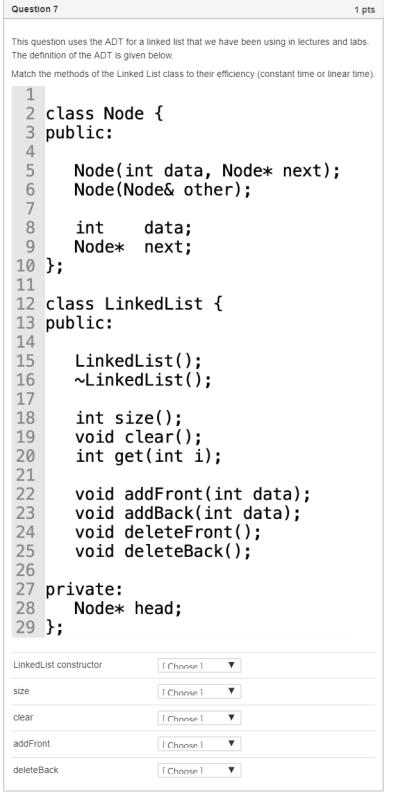 Question 7 1 pts
This question uses the ADT for a linked list that we have been using in lectures and labs.
The definition of the ADT is given below.
Match the methods of the Linked List class to their efficiency (constant time or linear time).
1
2 class Node {
3 public:
4
5 Node(int data, Node* next);
6 Node(Node& other);
7
8 int data;
9 Node* next;
10 };
11
12 class LinkedList {
13 public:
14
15 LinkedList();
16 ~LinkedList();
17
18 int size();
19 void clear();
20 int get(int i);
21
22 void addFront(int data);
23 void addBack(int data);
24 void deleteFront();
25 void deleteBack();
26
27 private:
28 Node* head;
29 };
LinkedList constructor [ Choose ]
size [ Choose ]
clear [ Choose ]
addFront [ Choose ]
deleteBack [ Choose ]